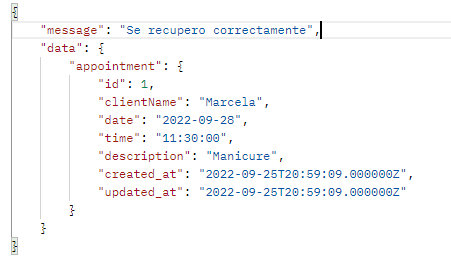 {
    "message": "Se recupero correctamente",
    "data": {
        "appointment": {
            "id": 1,
            "clientName": "Marcela",
            "date": "2022-09-28",
            "time": "11:30:00",
            "description": "Manicure",
            "created_at": "2022-09-25T20:59:09.000000Z",
            "updated_at": "2022-09-25T20:59:09.000000Z"
        }
    }
}